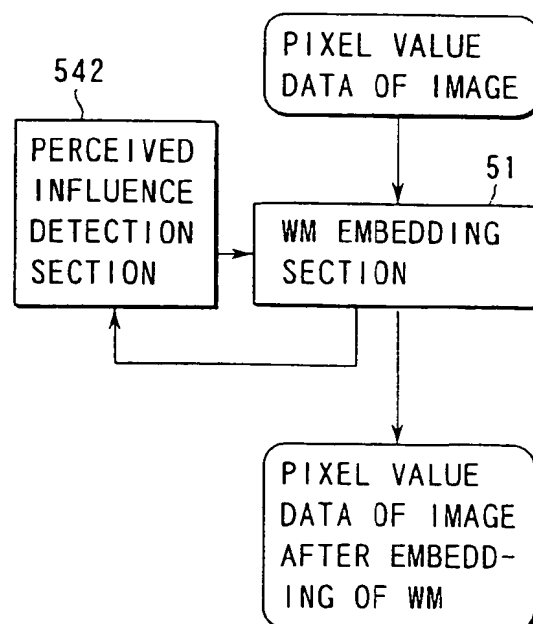 PIXEL VALUE
DATA OF IMAGE
542
PERCEIVED
INFLUENCE
DETECTION
SECTION
51
WM EMBEDDING
SECTION
PIXEL VALUE
DATA OF IMAGE
AFTER EMBEDD-
ING OF WM